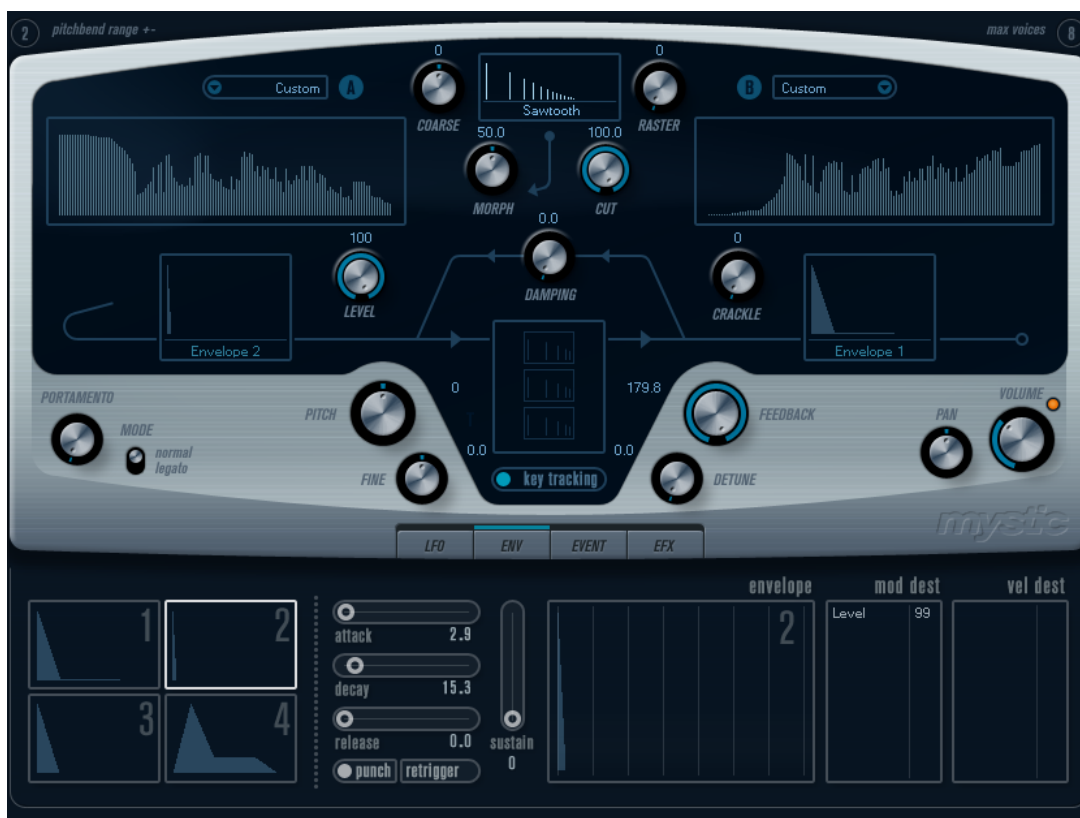 2 pitchbend range +-
max voices 8
0
0
Custom A
Sawtooth
B Custom
COARSE
RASTER
50.0
100.0
MORPH
CUT
0.0
100
DAMPING
0
LEVEL
CRACKLE
Envelope 2
Envelope 1
PORTAMENTO
MODE
normal
legato
PITCH
0
179.8
FEEDBACK
PAN
VOLUME
0.0
0.0
FINE
key tracking
DETUNE
mystic
LFO ENV EVENT EFX
envelope mod dest vel dest
1 2
attack 2.9
2
Level 99
decay 15.3
3 4
release 0.0
sustain
0
punch retrigger